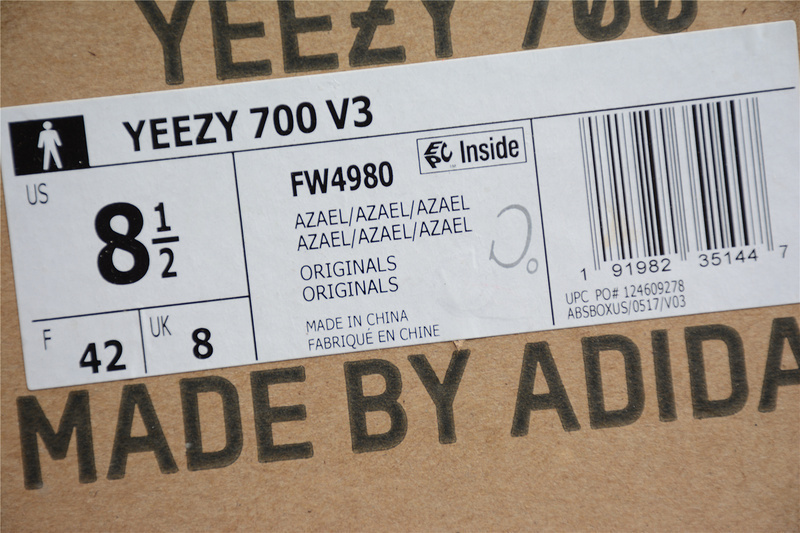 YEEZY 700
YEEZY 700 V3
US
8 1/2
F 42
UK 8
FW4980
EPC Inside
AZAEL/AZAEL/AZAEL
AZAEL/AZAEL/AZAEL
ORIGINALS
ORIGINALS
MADE IN CHINA
FABRIQUÉ EN CHINE
1 91982 35144 7
UPC PO# 124609278
ABSBOXUS/0517/V03
MADE BY ADIDA